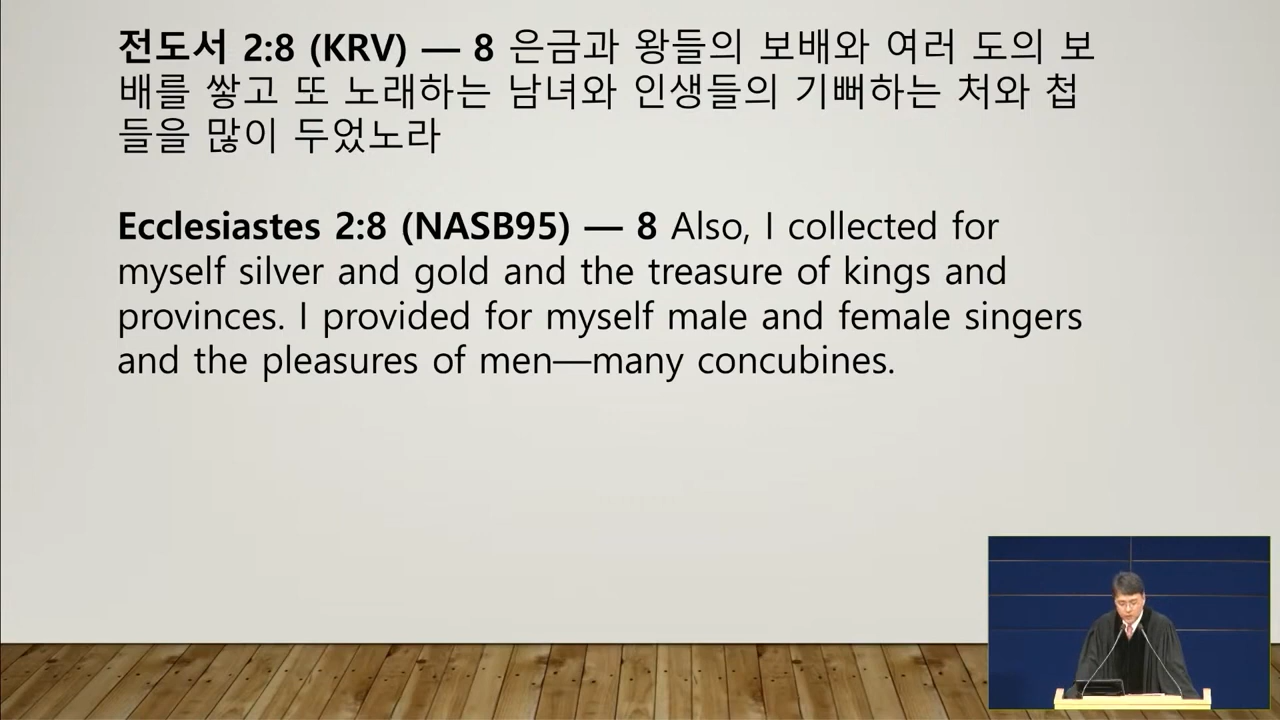 전도서 2:8 (KRV) — 8 은금과 왕들의 보배와 여러 도의 보
배를 쌓고 또 노래하는 남녀와 인생들의 기뻐하는 처와 첩
들을 많이 두었노라
Ecclesiastes 2:8 (NASB95) — 8 Also, I collected for
myself silver and gold and the treasure of kings and
provinces. I provided for myself male and female singers
and the pleasures of men—many concubines.